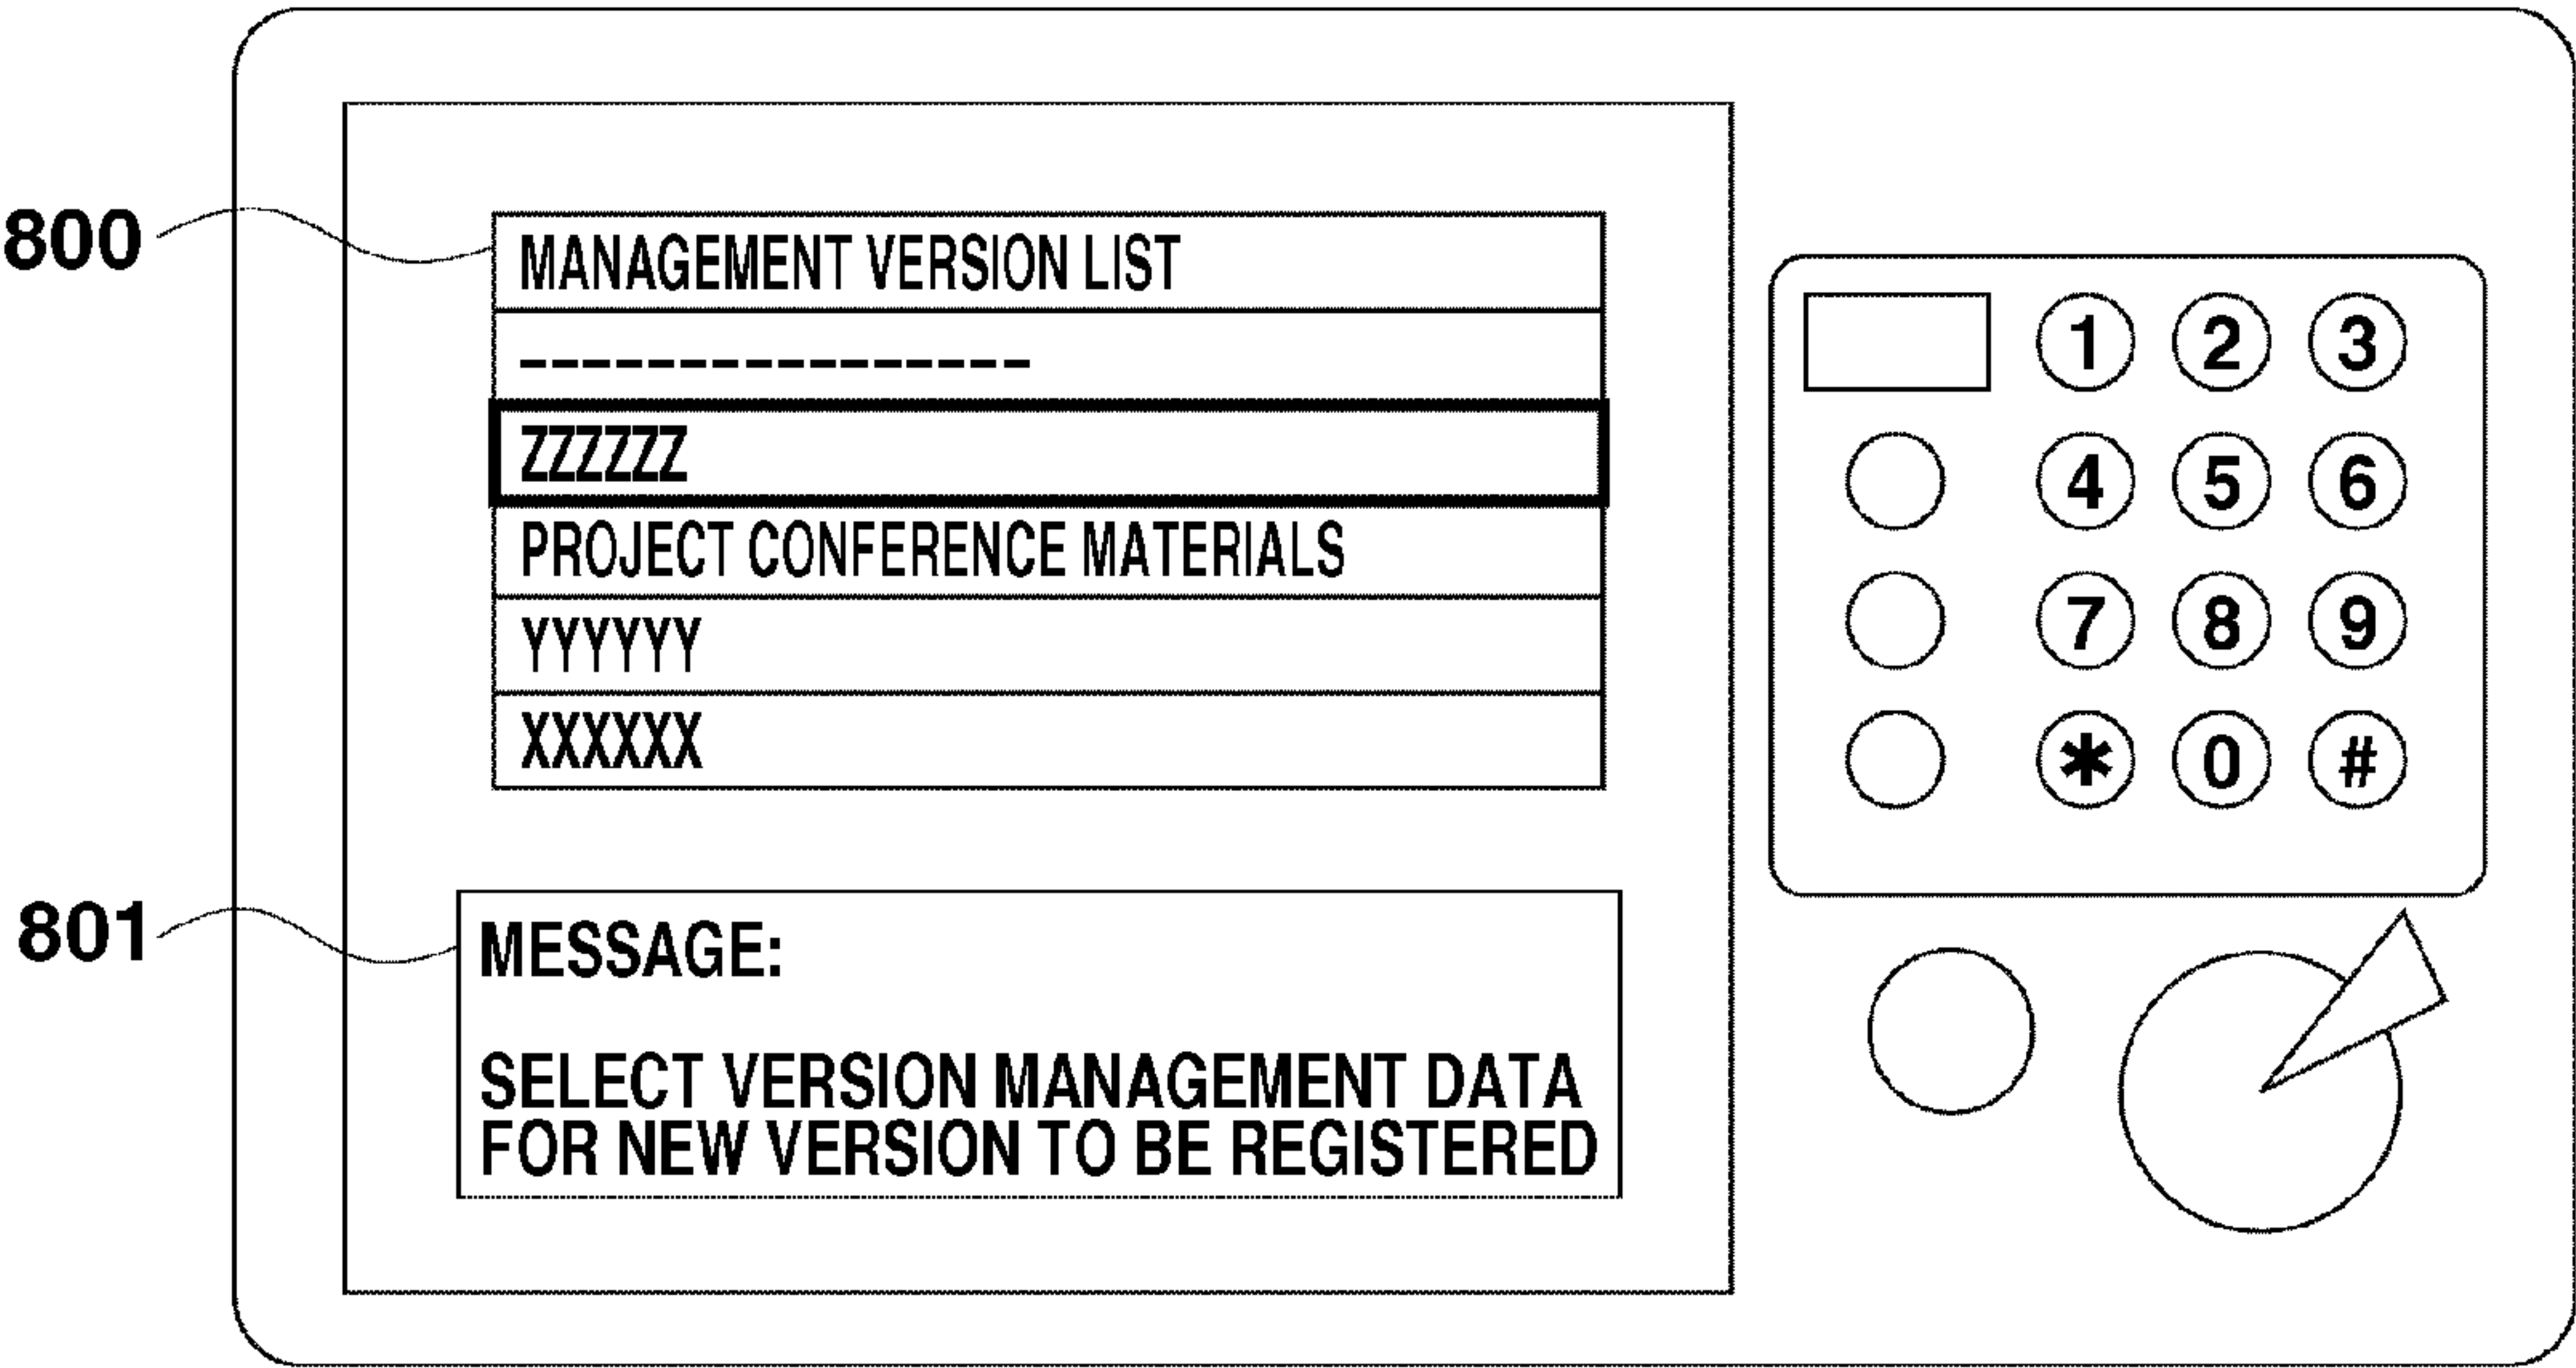 800
MANAGEMENT VERSION LIST
----------------
ZZZZZZ
PROJECT CONFERENCE MATERIALS
YYYYYY
XXXXXX
801
MESSAGE:
SELECT VERSION MANAGEMENT DATA
FOR NEW VERSION TO BE REGISTERED
1 2 3
4 5 6
7 8 9
* 0 #